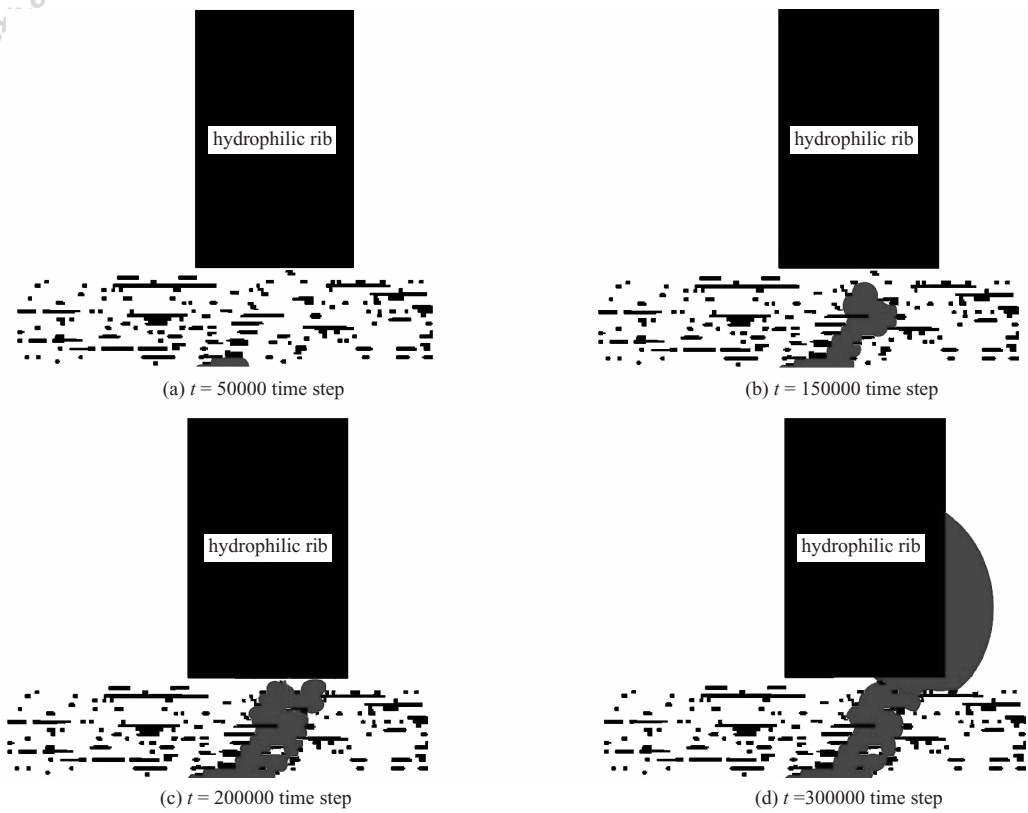 hydrophilic rib
hydrophilic rib
(a) t = 50000 time step
(b) t = 150000 time step
hydrophilic rib
hydrophilic rib
(c) t = 200000 time step
(d) t =300000 time step